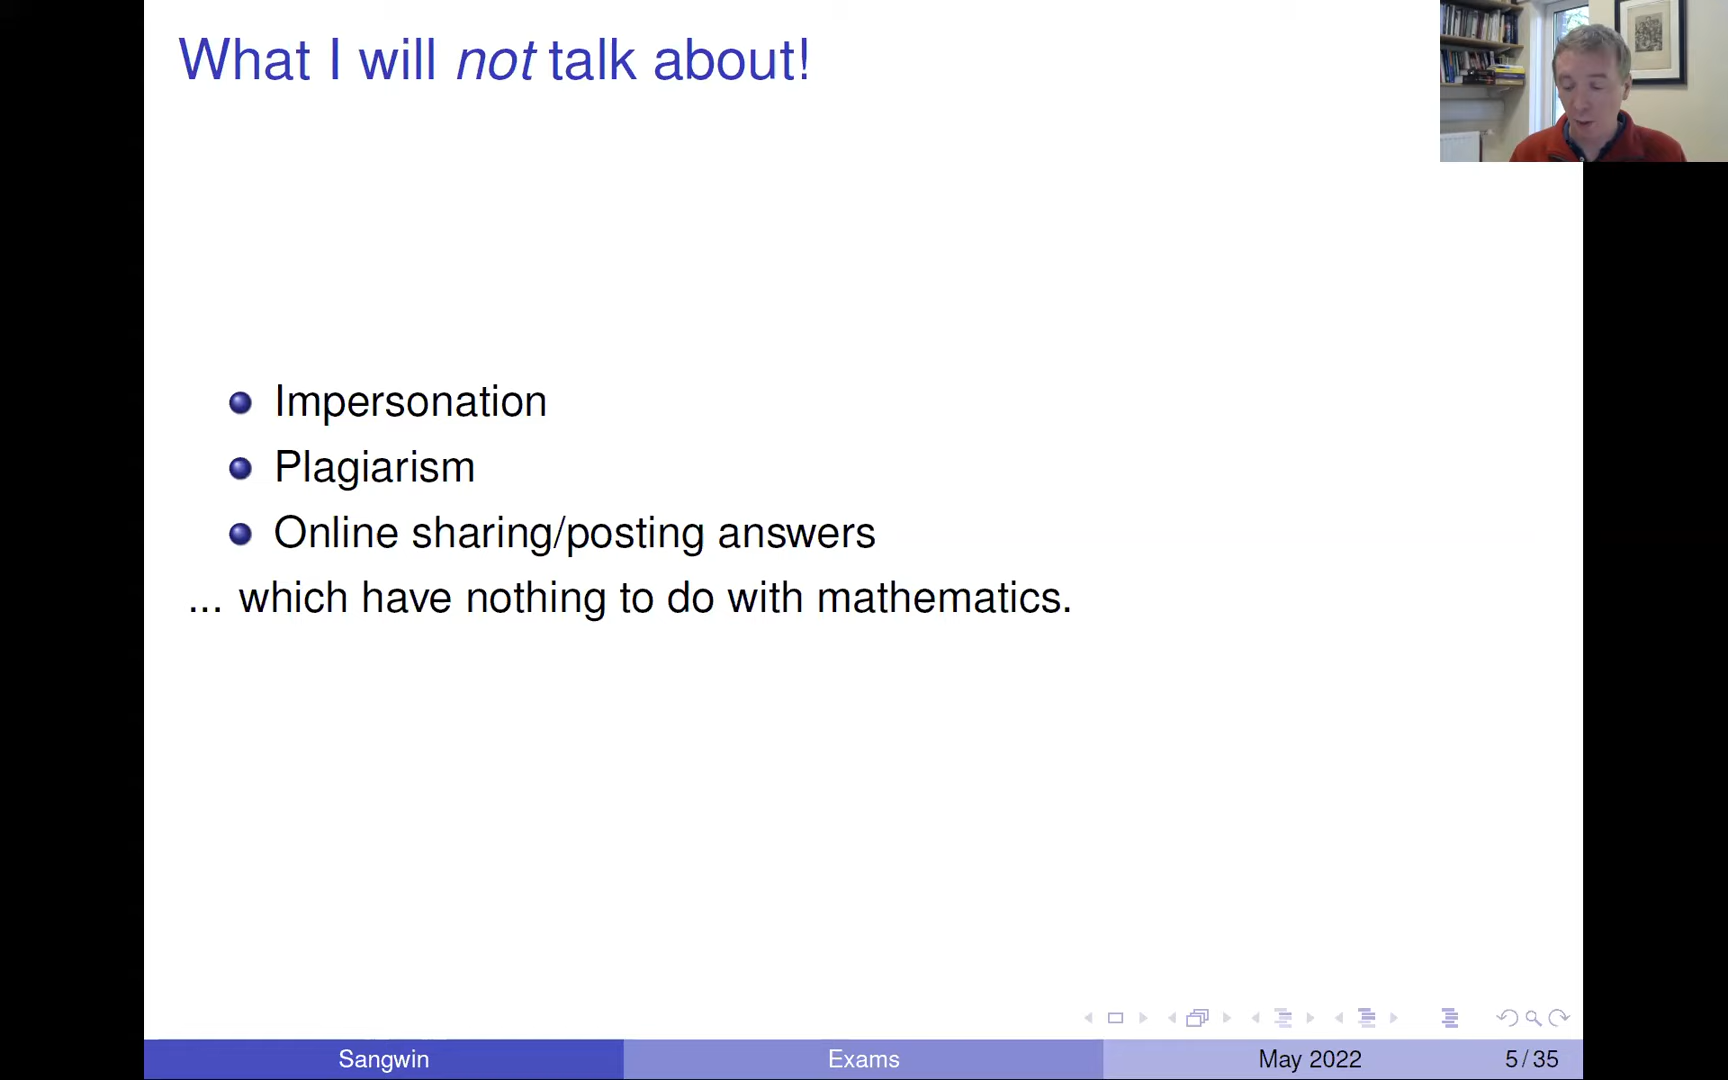 What I will not talk about!
Impersonation
Plagiarism
Online sharing/posting answers
... which have nothing to do with mathematics.
Sangwin Exams May 2022 5/35